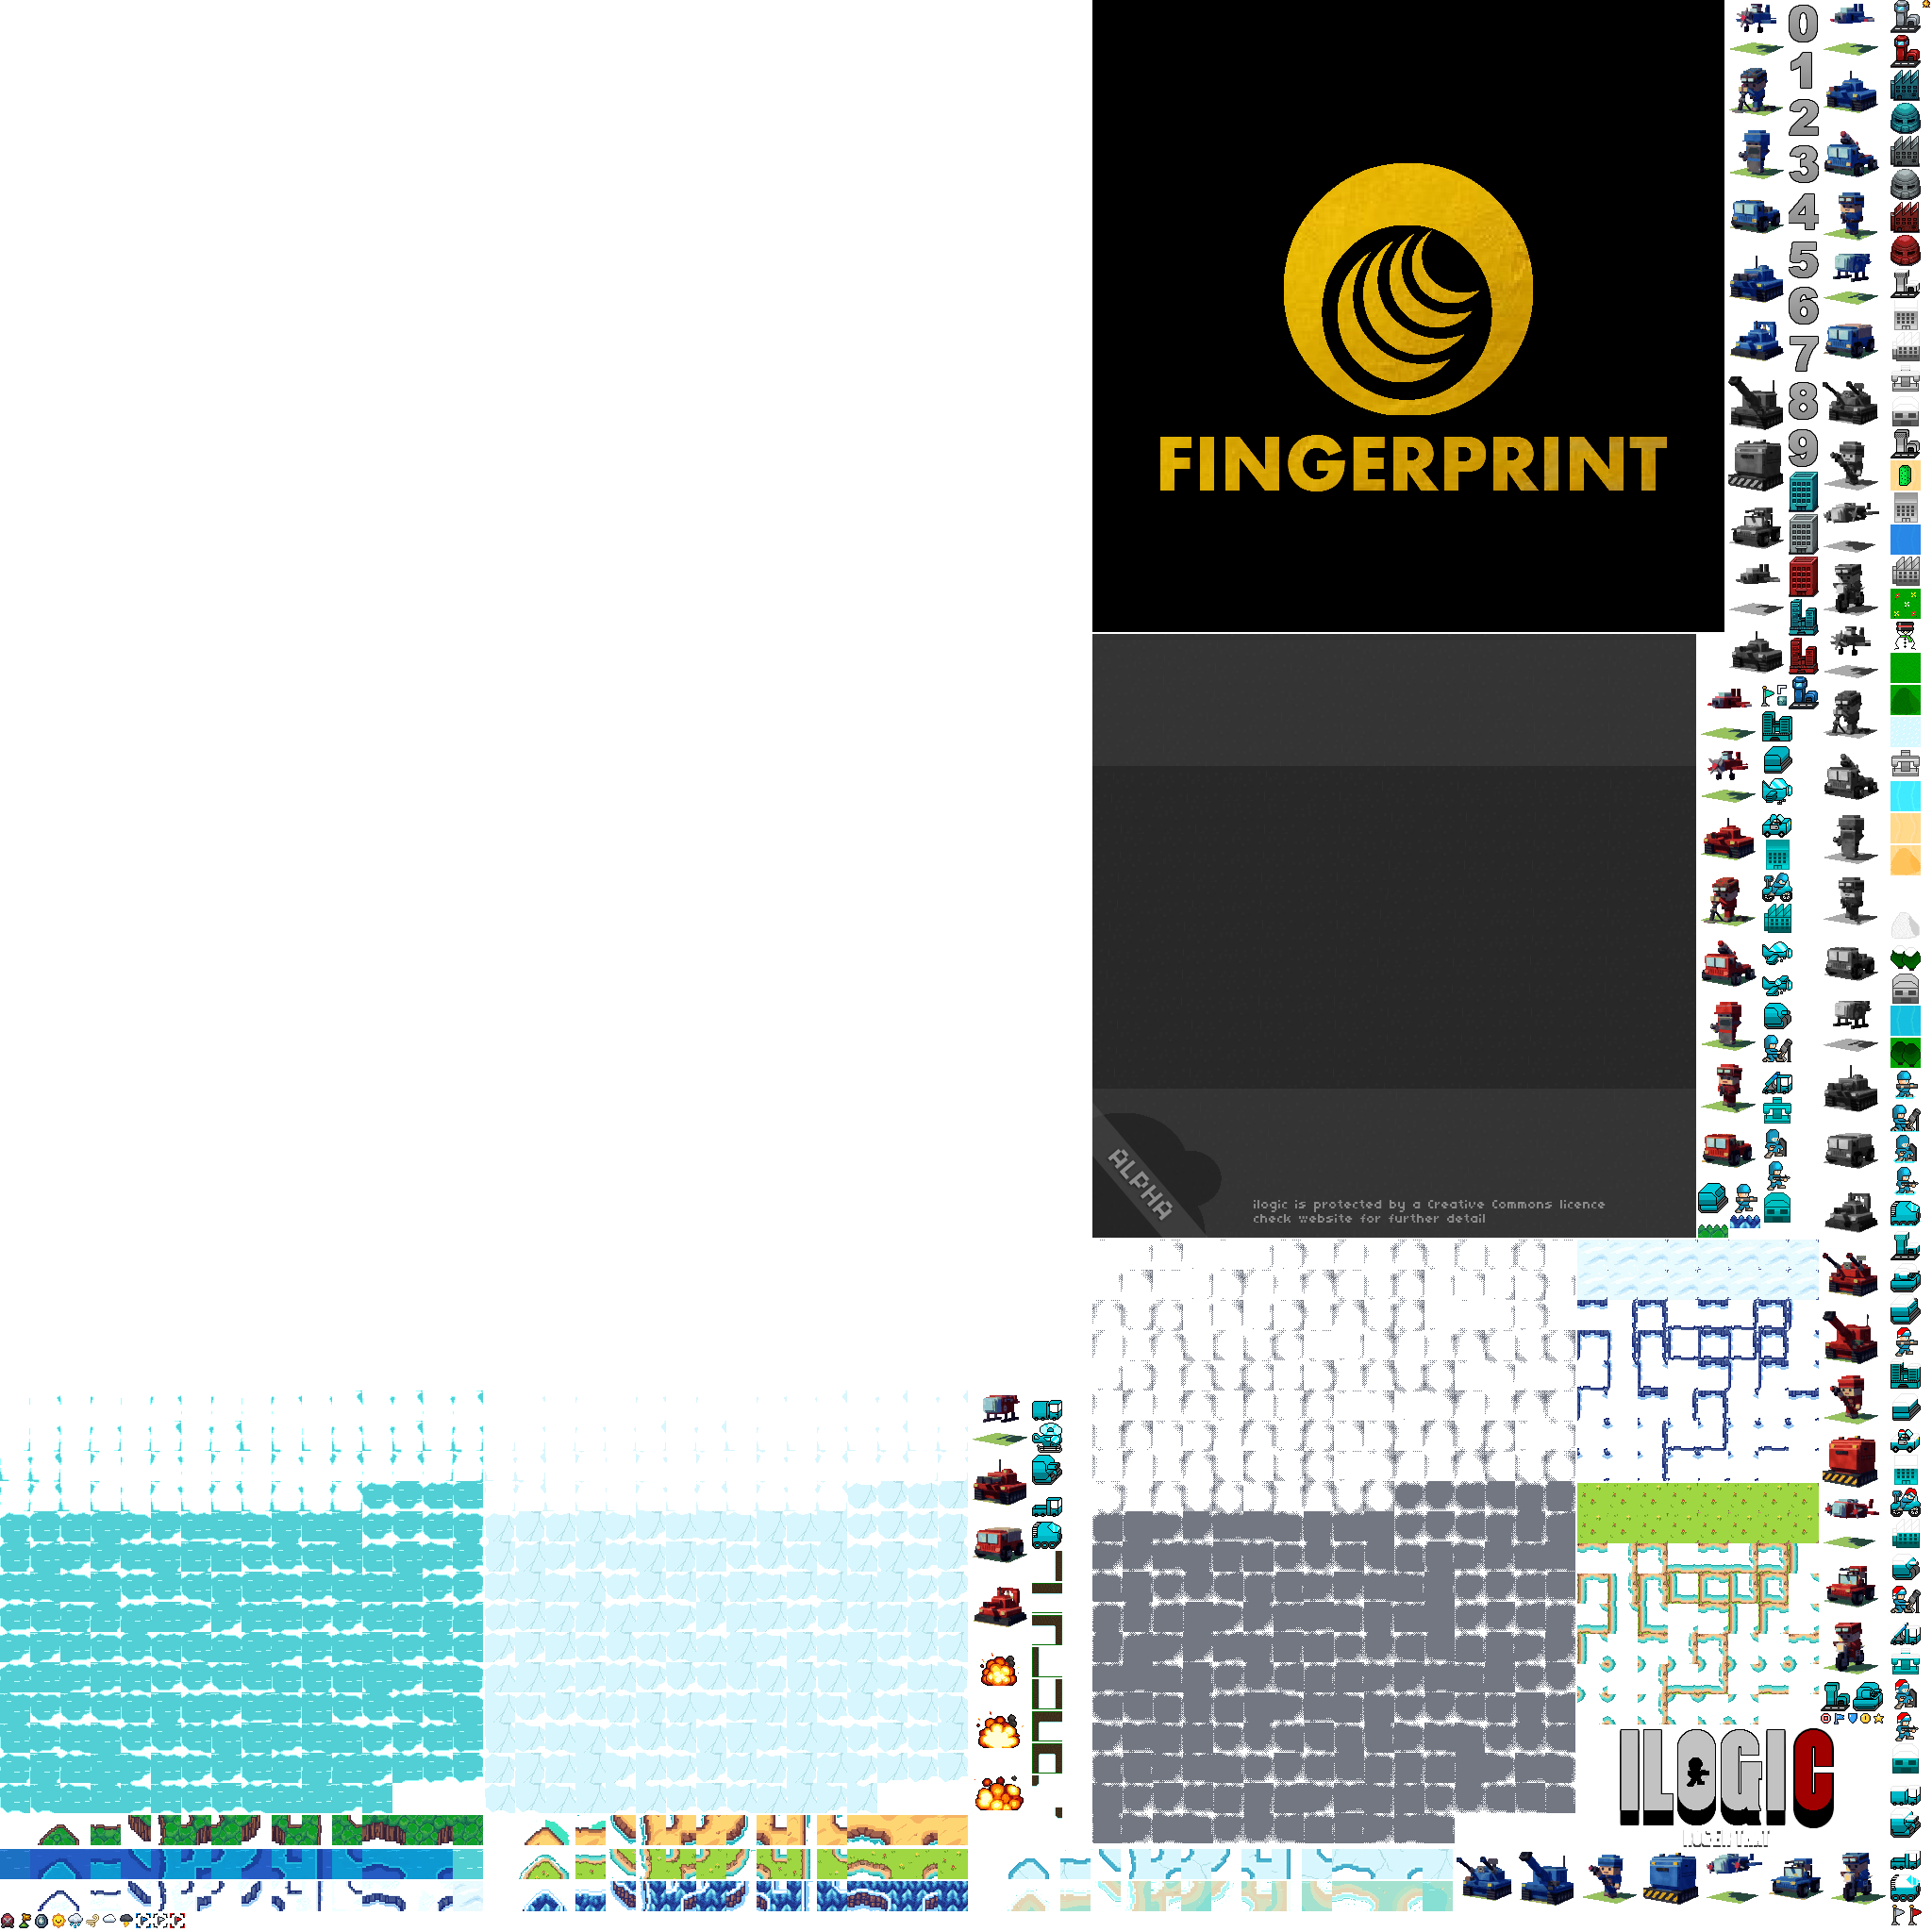 FINGERPRINT
0
1
2
3
4
5
6
7
8
9
ALPHA
ilogic is protected by a Creative Commons licence
check website for further detail
ILOGIC